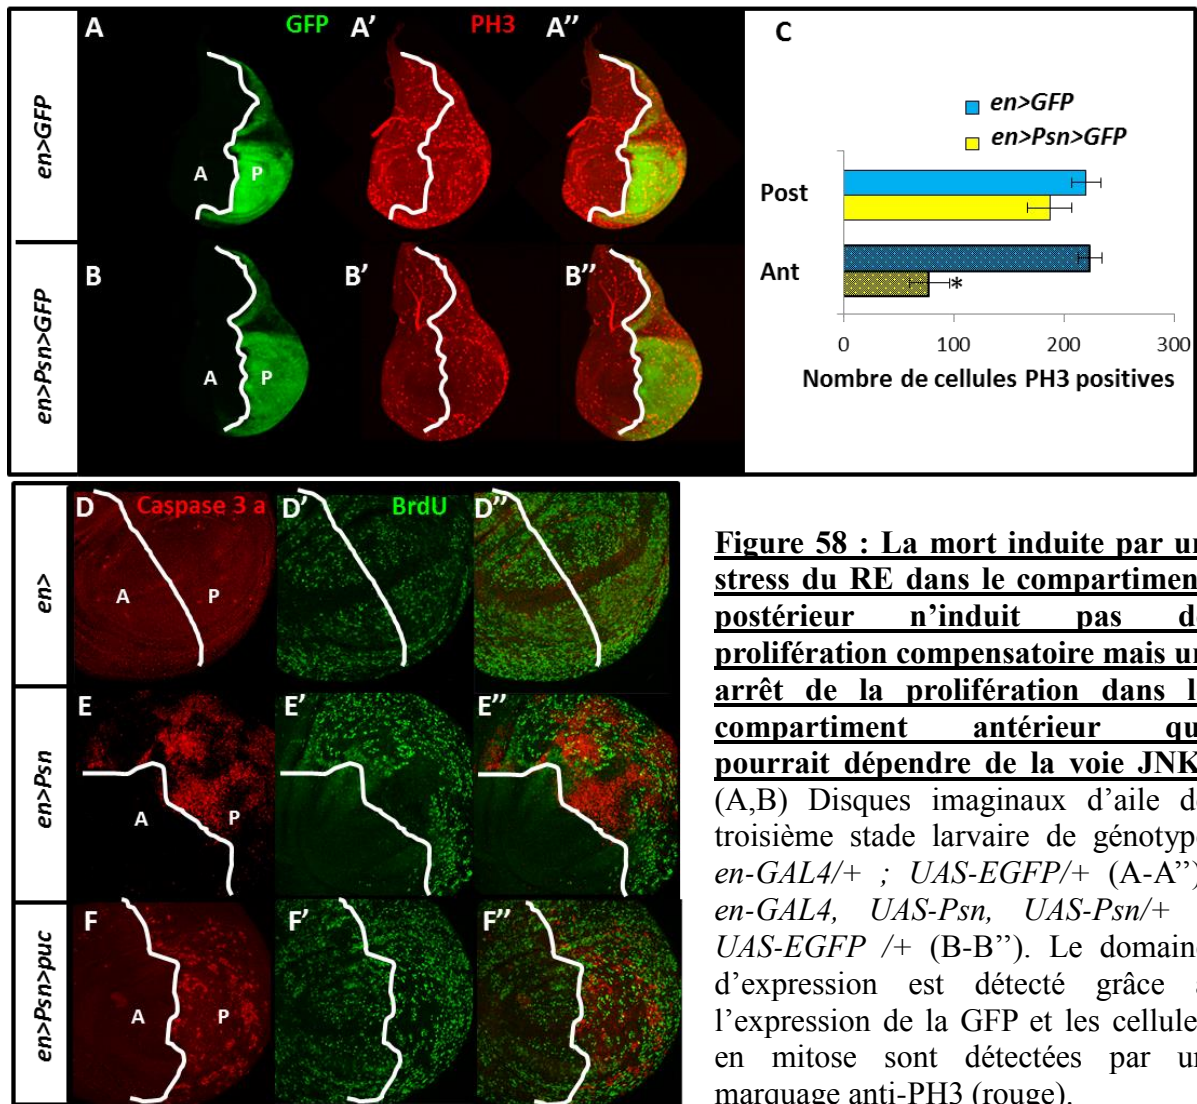 en>GFP
A
GFP
A'
PH3
A''
A
P
en>Psn>GFP
B
B'
B''
A
P
C
en>GFP
en>Psn>GFP
Post
Ant
*
0
100
200
300
Nombre de cellules PH3 positives
en>
D
Caspase 3 a
D'
BrdU
D''
A
P
en>Psn
E
E'
E''
A
P
en>Psn>puc
F
F'
F''
A
P
Figure 58 : La mort induite par un
stress du RE dans le compartiment
postérieur n'induit pas de
prolifération compensatoire mais un
arrêt de la prolifération dans le
compartiment antérieur qui
pourrait dépendre de la voie JNK.
(A,B) Disques imaginaux d'aile de
troisième stade larvaire de génotype
en-GAL4/+ ; UAS-EGFP/+ (A-A'')
en-GAL4, UAS-Psn, UAS-Psn/+
UAS-EGFP /+ (B-B''). Le domaine
d'expression est détecté grâce à
l'expression de la GFP et les cellules
en mitose sont détectées par un
marquage anti-PH3 (rouge).